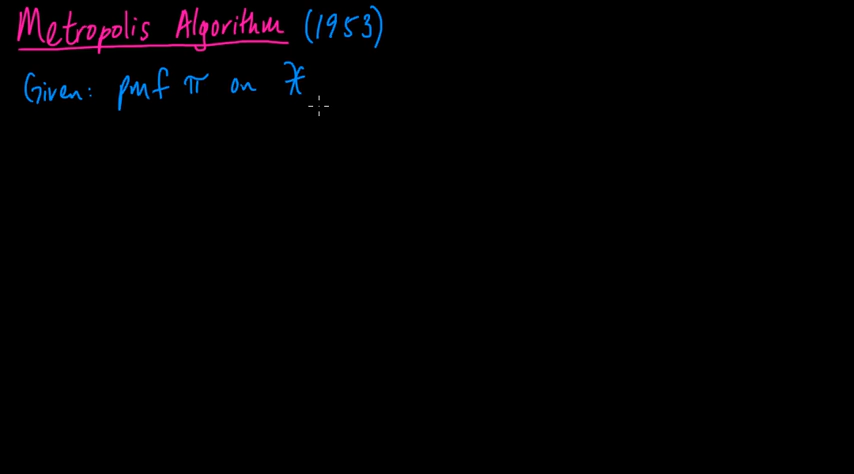 Metropolis Algorithm (1953)
Given: pmf π on 𝒳